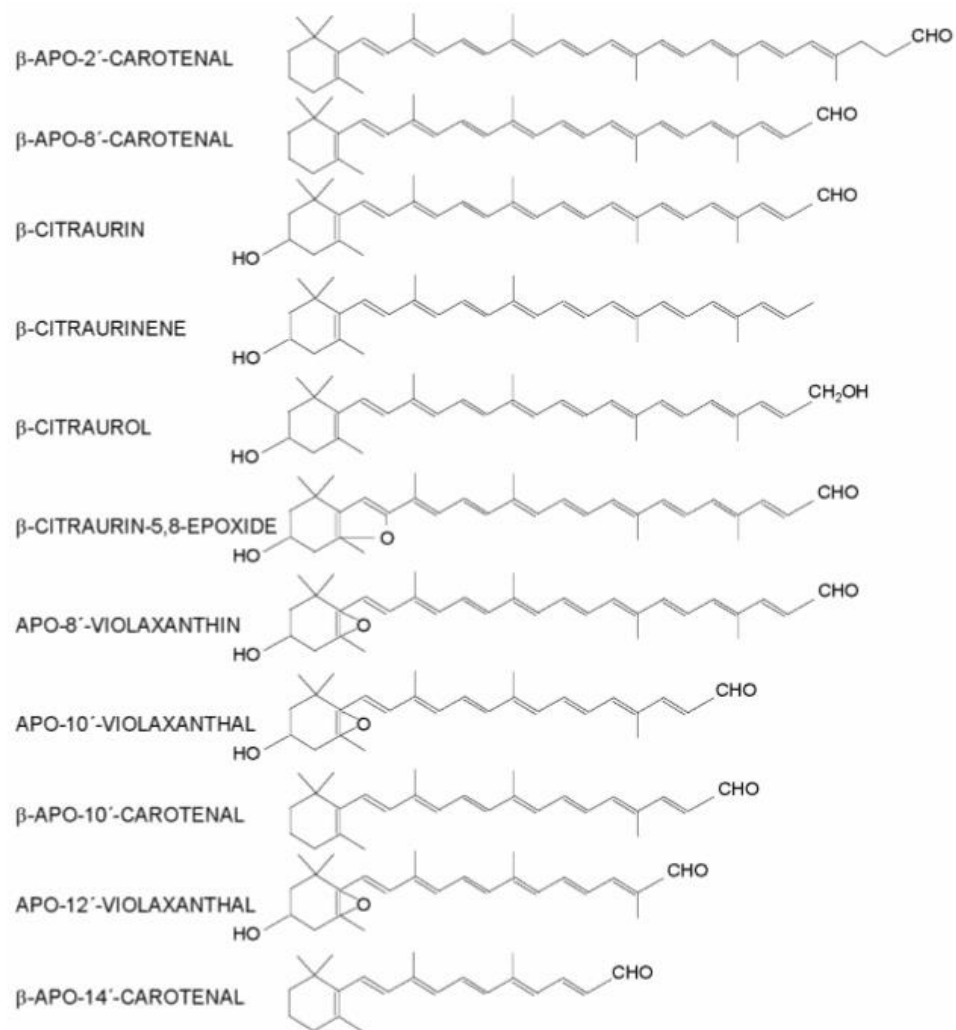 β-APO-2´-CAROTENAL CHO
β-APO-8´-CAROTENAL CHO
β-CITRAURIN HO CHO
β-CITRAURINENE HO
β-CITRAUROL HO CH₂OH
β-CITRAURIN-5,8-EPOXIDE HO O CHO
APO-8´-VIOLAXANTHIN HO O CHO
APO-10´-VIOLAXANTHAL HO O CHO
β-APO-10´-CAROTENAL CHO
APO-12´-VIOLAXANTHAL HO O CHO
β-APO-14´-CAROTENAL CHO